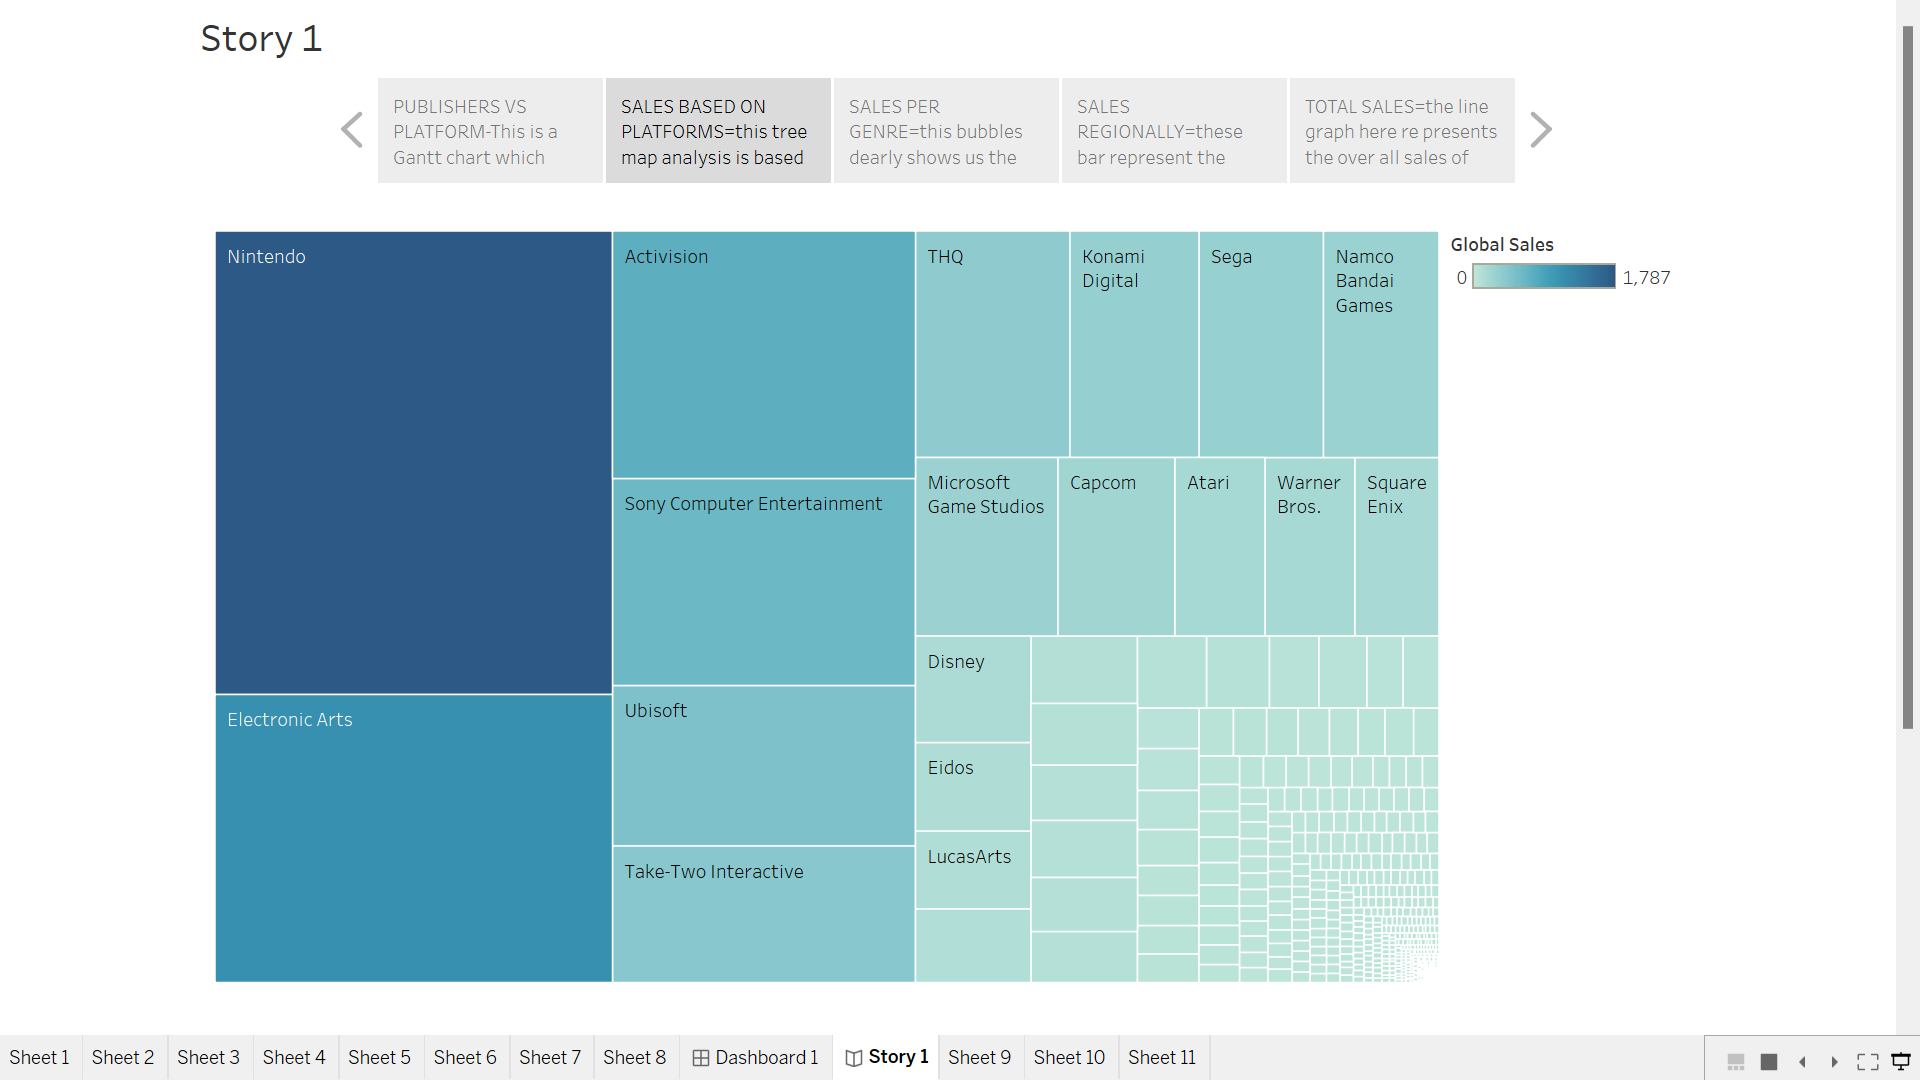 Story 1
PUBLISHERS VS
PLATFORM-This is a
Gantt chart which
SALES BASED ON
PLATFORMS=this tree
map analysis is based
SALES PER
GENRE=this bubbles
dearly shows us the
SALES
REGIONALLY=these
bar represent the
TOTAL SALES=the line
graph here re presents
the over all sales of
Nintendo
Electronic Arts
Activision
Sony Computer Entertainment
Ubisoft
Take-Two Interactive
THQ
Konami
Digital
Sega
Namco
Bandai
Games
Microsoft
Game Studios
Capcom
Atari
Warner
Bros.
Square
Enix
Disney
Eidos
LucasArts
Global Sales
0 1,787
Sheet 1 Sheet 2 Sheet 3 Sheet 4 Sheet 5 Sheet 6 Sheet 7 Sheet 8 Dashboard 1 Story 1 Sheet 9 Sheet 10 Sheet 11